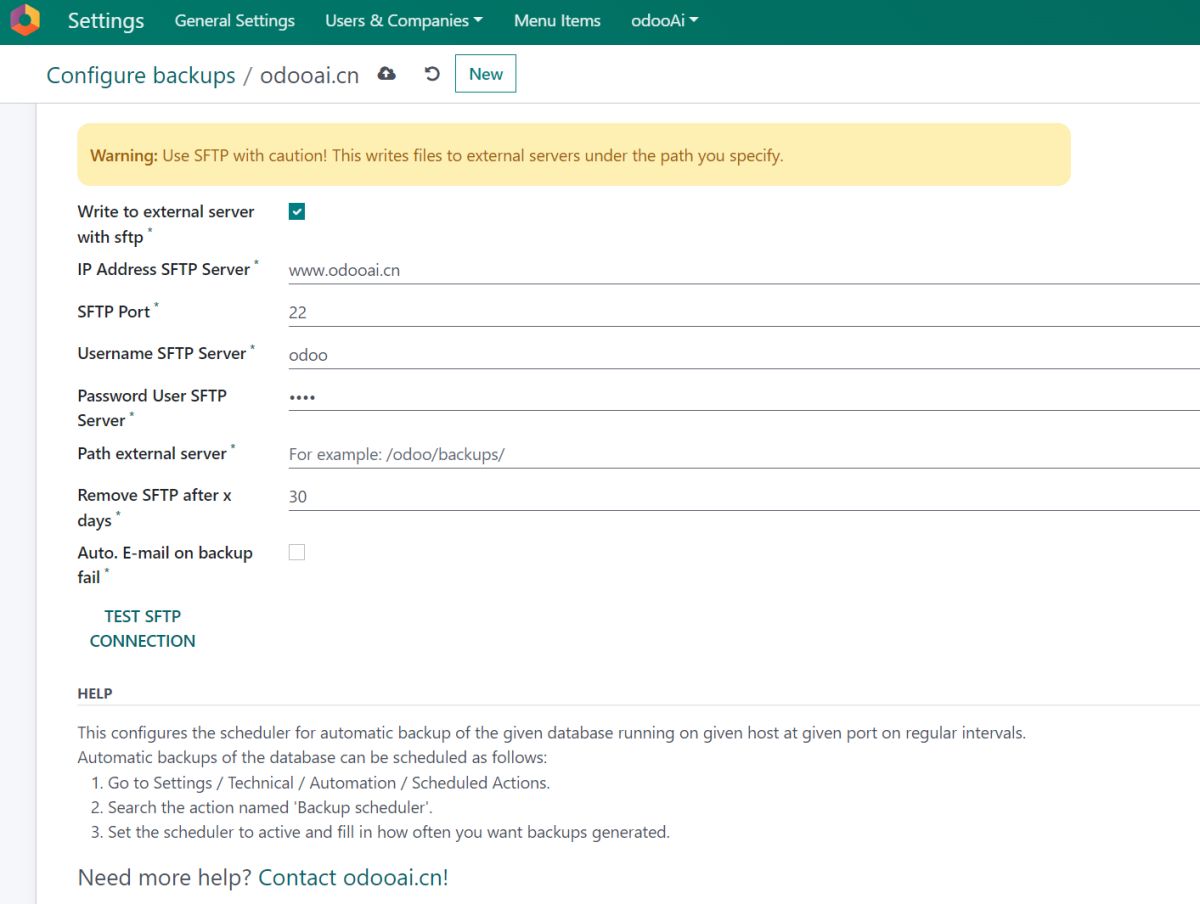 Settings General Settings Users & Companies Menu Items odooAi
Configure backups / odooai.cn New
Warning: Use SFTP with caution! This writes files to external servers under the path you specify.
Write to external server
with sftp *
IP Address SFTP Server * www.odooai.cn
SFTP Port * 22
Username SFTP Server * odoo
Password User SFTP
Server * ••••
Path external server * For example: /odoo/backups/
Remove SFTP after x
days * 30
Auto. E-mail on backup
fail *
TEST SFTP
CONNECTION
HELP
This configures the scheduler for automatic backup of the given database running on given host at given port on regular intervals.
Automatic backups of the database can be scheduled as follows:
1. Go to Settings / Technical / Automation / Scheduled Actions.
2. Search the action named 'Backup scheduler'.
3. Set the scheduler to active and fill in how often you want backups generated.
Need more help? Contact odooai.cn!